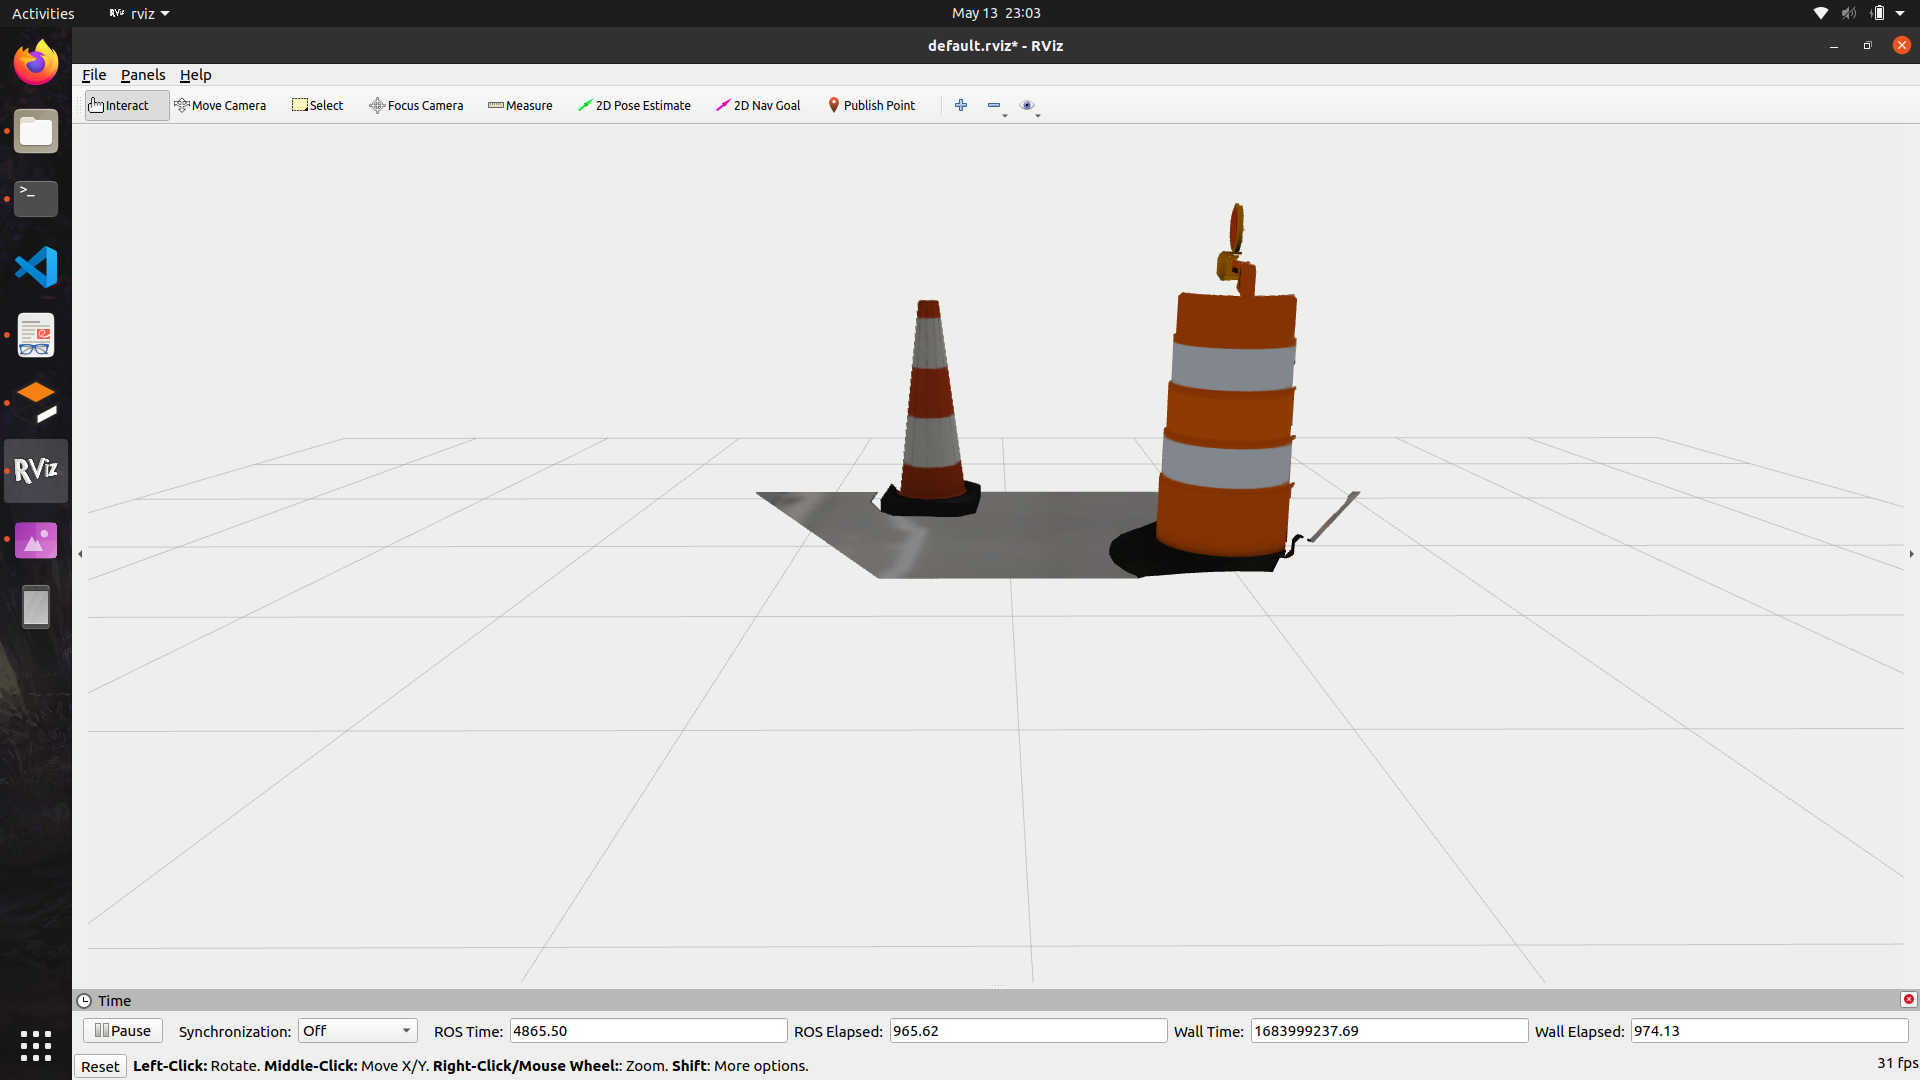 Activities rviz May 13 23:03
default.rviz* - RViz
File Panels Help
Interact Move Camera Select Focus Camera Measure 2D Pose Estimate 2D Nav Goal Publish Point
>_
RViz
Time
Pause Synchronization: Off ROS Time: 4865.50 ROS Elapsed: 965.62 Wall Time: 1683999237.69 Wall Elapsed: 974.13
Reset Left-Click: Rotate. Middle-Click: Move X/Y. Right-Click/Mouse Wheel:: Zoom. Shift: More options. 31 fps